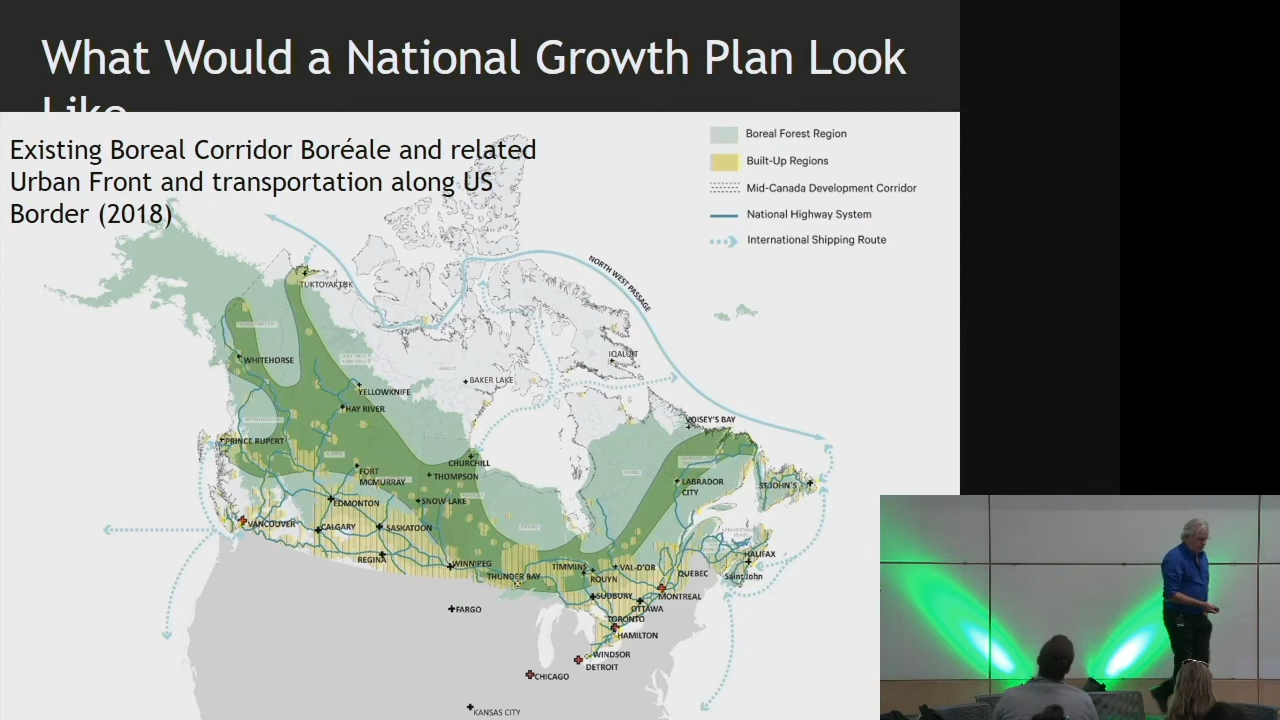 What Would a National Growth Plan Look
Like
Existing Boreal Corridor Boréale and related
Urban Front and transportation along US
Border (2018)
Boreal Forest Region
Built-Up Regions
Mid-Canada Development Corridor
National Highway System
International Shipping Route
NORTH WEST PASSAGE
TUKTOYAKTUK
IQALUIT
WHITEHORSE
BAKER LAKE
YELLOWKNIFE
HAY RIVER
VOISEY'S BAY
PRINCE RUPERT
CHURCHILL
FORT
MCMURRAY
THOMPSON
LABRADOR
CITY
ST.JOHN'S
EDMONTON
SNOW LAKE
VANCOUVER
CALGARY
SASKATOON
HALIFAX
REGINA
WINNIPEG
TIMMINS
VAL-D'OR
THUNDER BAY
ROUYN
QUEBEC
Saint John
SUDBURY
MONTREAL
OTTAWA
FARGO
TORONTO
HAMILTON
WINDSOR
DETROIT
CHICAGO
KANSAS CITY